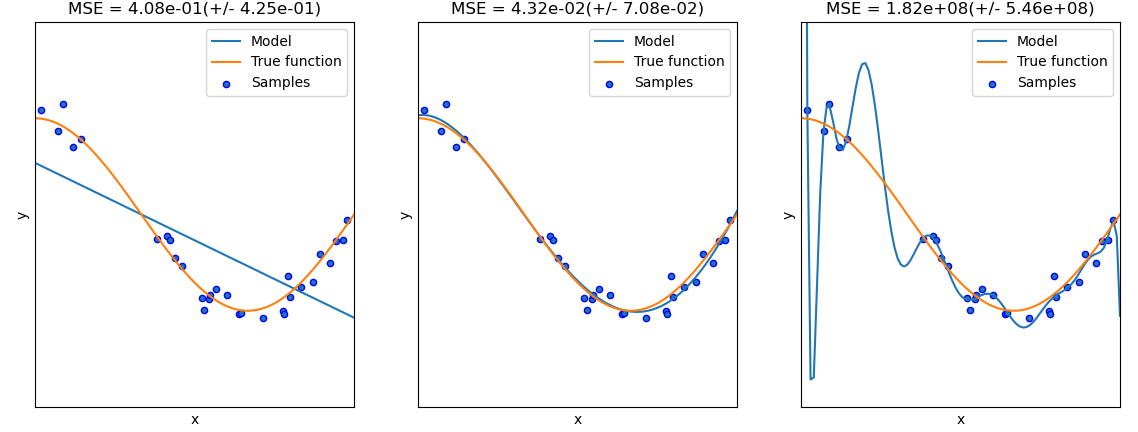 MSE = 4.08e-01(+/- 4.25e-01)
Model
True function
Samples
y
x
MSE = 4.32e-02(+/- 7.08e-02)
Model
True function
Samples
y
x
MSE = 1.82e+08(+/- 5.46e+08)
Model
True function
Samples
y
x